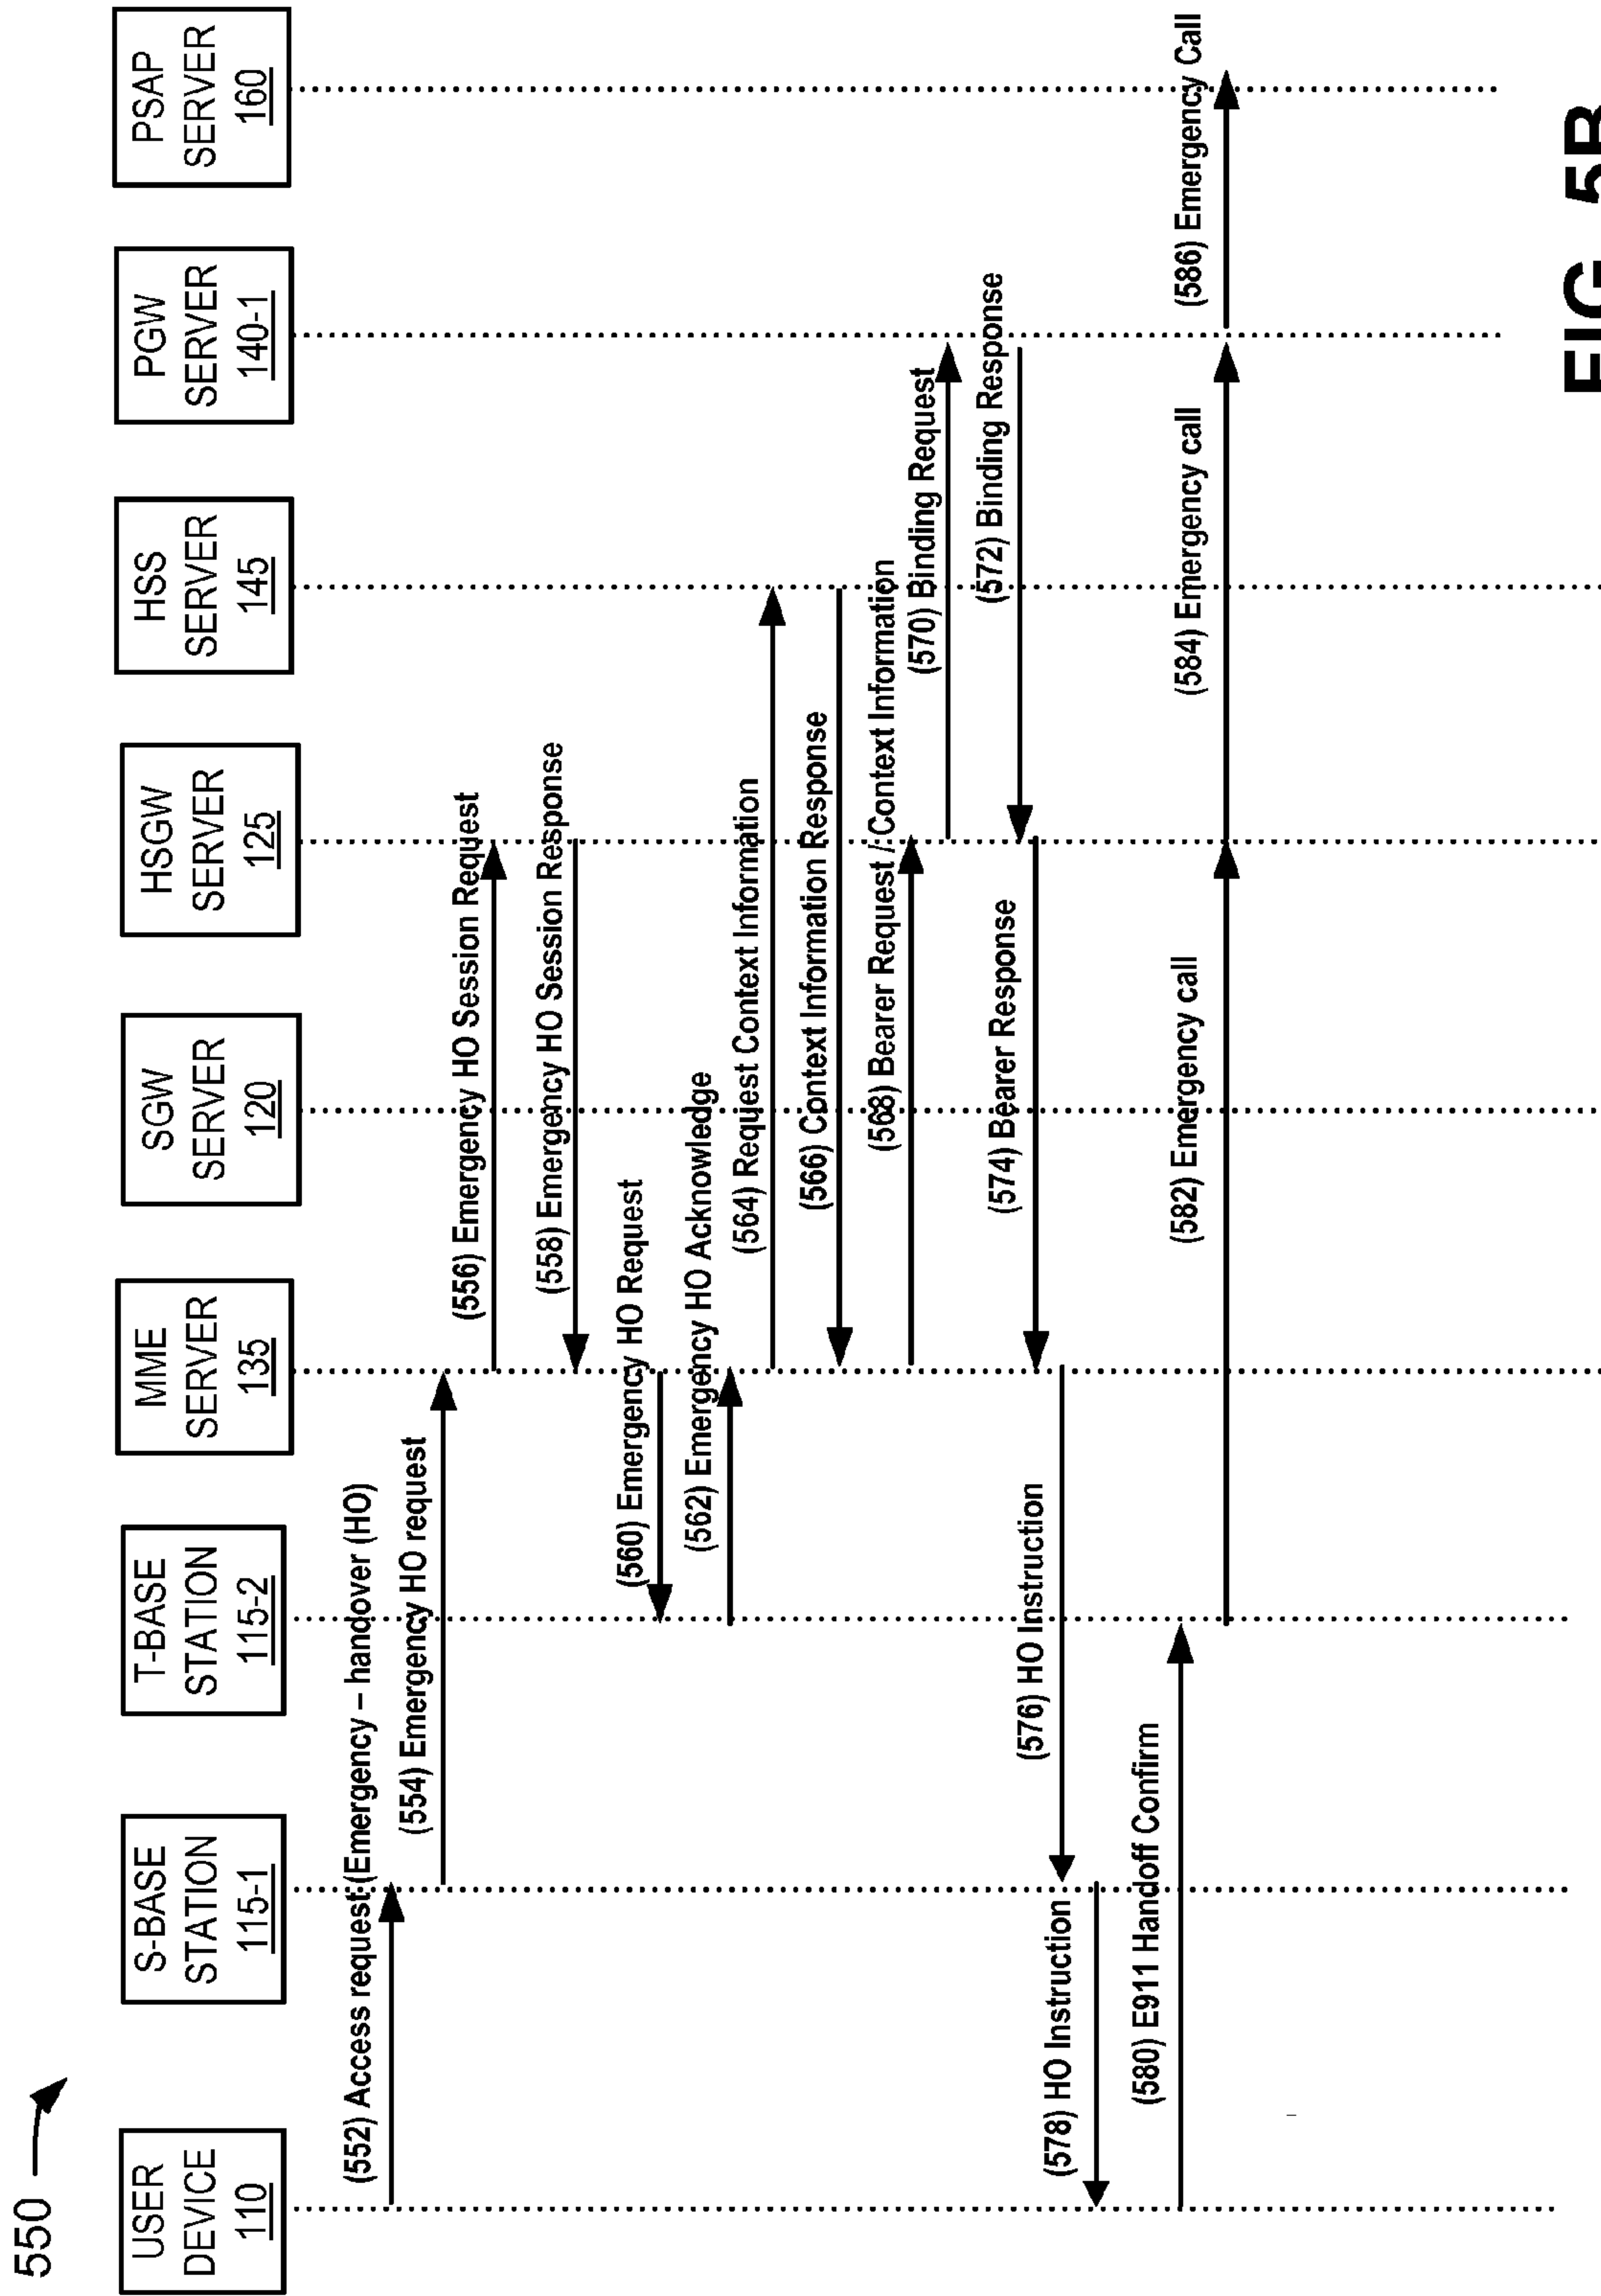 550
USER
DEVICE
110
S-BASE
STATION
115-1
T-BASE
STATION
115-2
MME
SERVER
135
SGW
SERVER
120
HSGW
SERVER
125
HSS
SERVER
145
PGW
SERVER
140-1
PSAP
SERVER
160
(552) Access request (Emergency – handover (HO)
(554) Emergency HO request
(556) Emergency HO Session Request
(558) Emergency HO Session Response
(560) Emergency HO Request
(562) Emergency HO Acknowledge
(564) Request Context Information
(566) Context Information Response
(568) Bearer Request / Context Information
(570) Binding Request
(572) Binding Response
(574) Bearer Response
(576) HO Instruction
(578) HO Instruction
(580) E911 Handoff Confirm
(582) Emergency call
(584) Emergency call
(586) Emergency Call
FIG. 5B